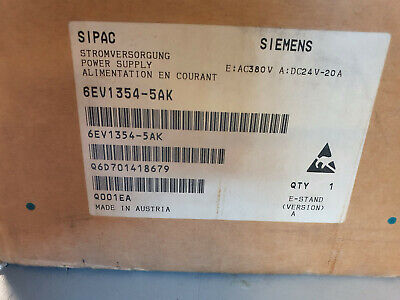 SIPAC SIEMENS
STROMVERSORGUNG
POWER SUPPLY E:AC380V A:DC24V-20A
ALIMENTATION EN COURANT
6EV1354-5AK
6EV1354-5AK
Q6D701418679
QTY 1
Q001EA E-STAND
MADE IN AUSTRIA (VERSION)
A